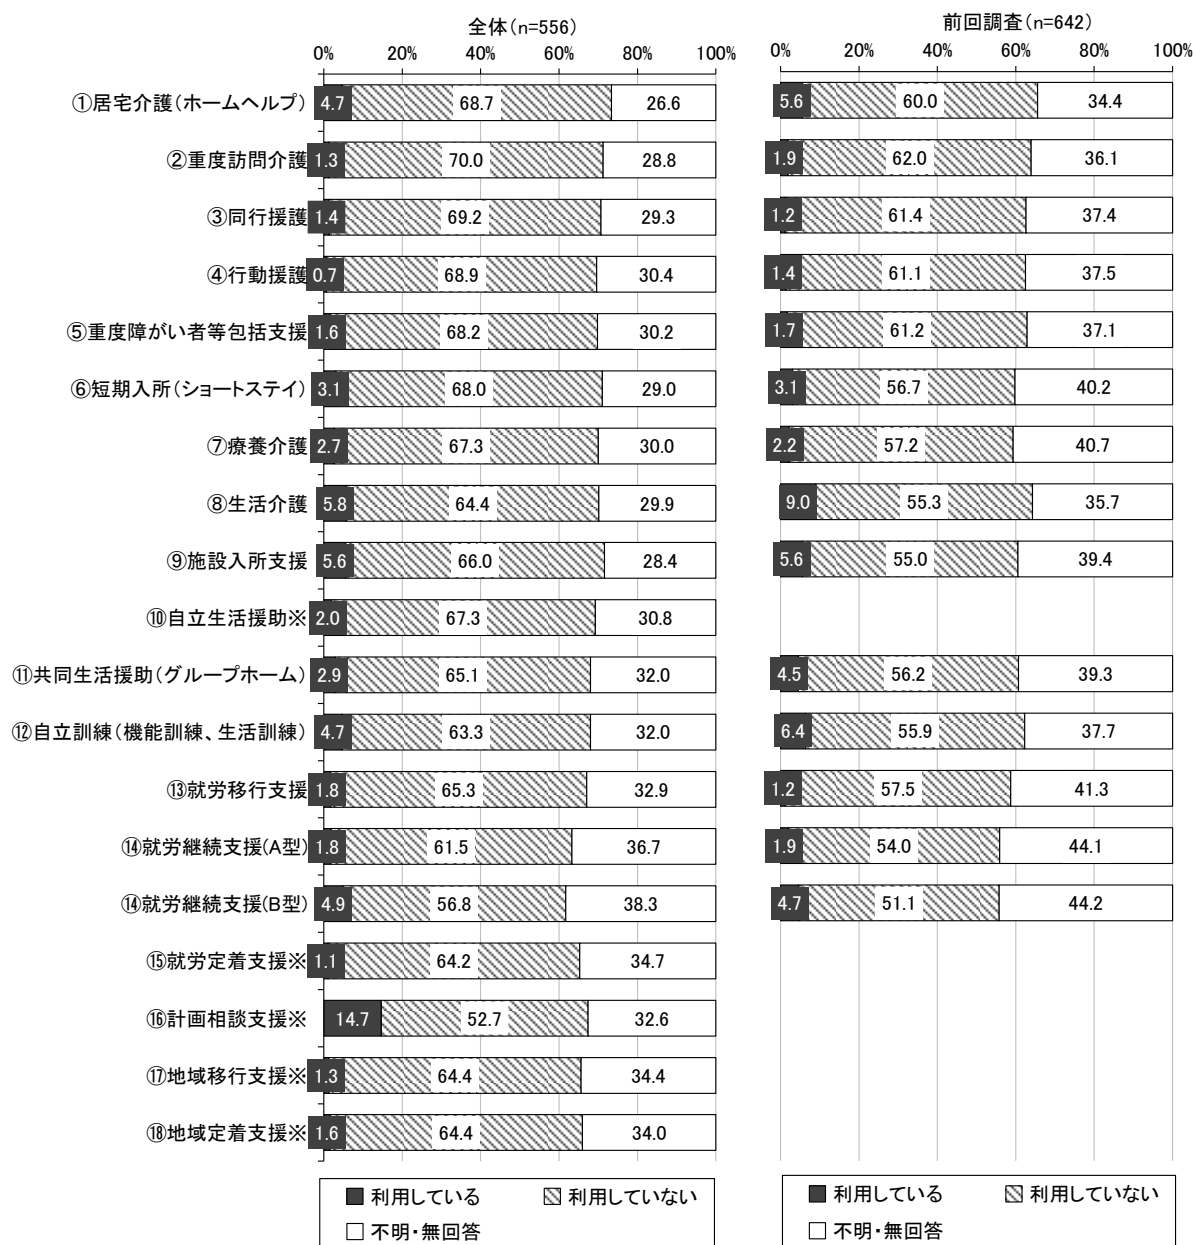 全体（n=556）
前回調査（n=642）
0% 20% 40% 60% 80% 100%
0% 20% 40% 60% 80% 100%
①居宅介護（ホームヘルプ） 4.7 68.7 26.6 5.6 60.0 34.4
②重度訪問介護 1.3 70.0 28.8 1.9 62.0 36.1
③同行援護 1.4 69.2 29.3 1.2 61.4 37.4
④行動援護 0.7 68.9 30.4 1.4 61.1 37.5
⑤重度障がい者等包括支援 1.6 68.2 30.2 1.7 61.2 37.1
⑥短期入所（ショートステイ） 3.1 68.0 29.0 3.1 56.7 40.2
⑦療養介護 2.7 67.3 30.0 2.2 57.2 40.7
⑧生活介護 5.8 64.4 29.9 9.0 55.3 35.7
⑨施設入所支援 5.6 66.0 28.4 5.6 55.0 39.4
⑩自立生活援助※ 2.0 67.3 30.8
⑪共同生活援助（グループホーム） 2.9 65.1 32.0 4.5 56.2 39.3
⑫自立訓練（機能訓練、生活訓練） 4.7 63.3 32.0 6.4 55.9 37.7
⑬就労移行支援 1.8 65.3 32.9 1.2 57.5 41.3
⑭就労継続支援(A型) 1.8 61.5 36.7 1.9 54.0 44.1
⑭就労継続支援(B型) 4.9 56.8 38.3 4.7 51.1 44.2
⑮就労定着支援※ 1.1 64.2 34.7
⑯計画相談支援※ 14.7 52.7 32.6
⑰地域移行支援※ 1.3 64.4 34.4
⑱地域定着支援※ 1.6 64.4 34.0
利用している 利用していない
不明・無回答
利用している 利用していない
不明・無回答